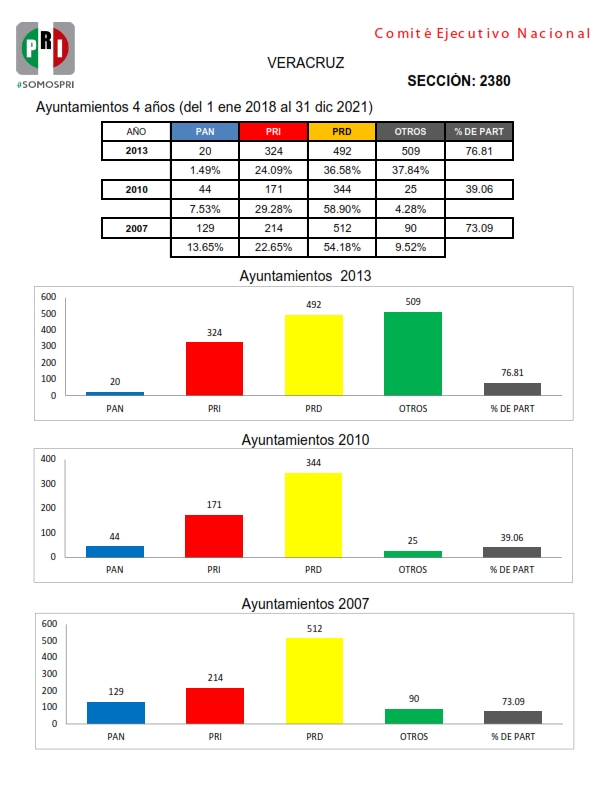 Comité Ejecutivo Nacional
PRI
#SOMOSPRI
VERACRUZ
SECCIÓN: 2380
Ayuntamientos 4 años (del 1 ene 2018 al 31 dic 2021)
AÑO PAN PRI PRD OTROS % DE PART
2013 20 324 492 509 76.81
1.49% 24.09% 36.58% 37.84%
2010 44 171 344 25 39.06
7.53% 29.28% 58.90% 4.28%
2007 129 214 512 90 73.09
13.65% 22.65% 54.18% 9.52%
Ayuntamientos 2013
600
500
400
300
200
100
0
20 324 492 509 76.81
PAN PRI PRD OTROS % DE PART
Ayuntamientos 2010
400
300
200
100
0
44 171 344 25 39.06
PAN PRI PRD OTROS % DE PART
Ayuntamientos 2007
600
500
400
300
200
100
0
129 214 512 90 73.09
PAN PRI PRD OTROS % DE PART